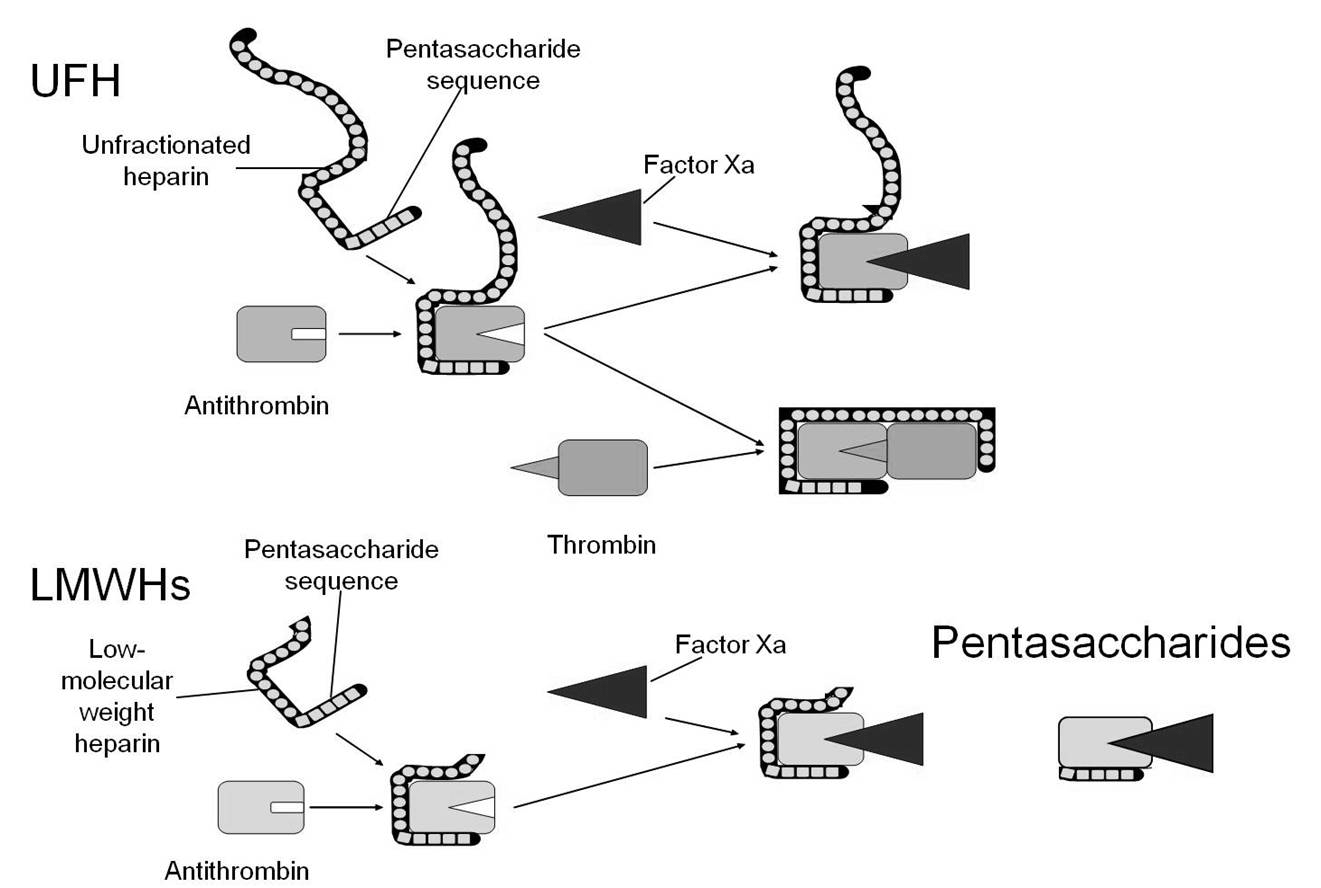 UFH
Pentasaccharide
sequence
Unfractionated
heparin
Factor Xa
Antithrombin
Thrombin
LMWHs
Pentasaccharide
sequence
Low-
molecular
weight
heparin
Factor Xa
Antithrombin
Pentasaccharides